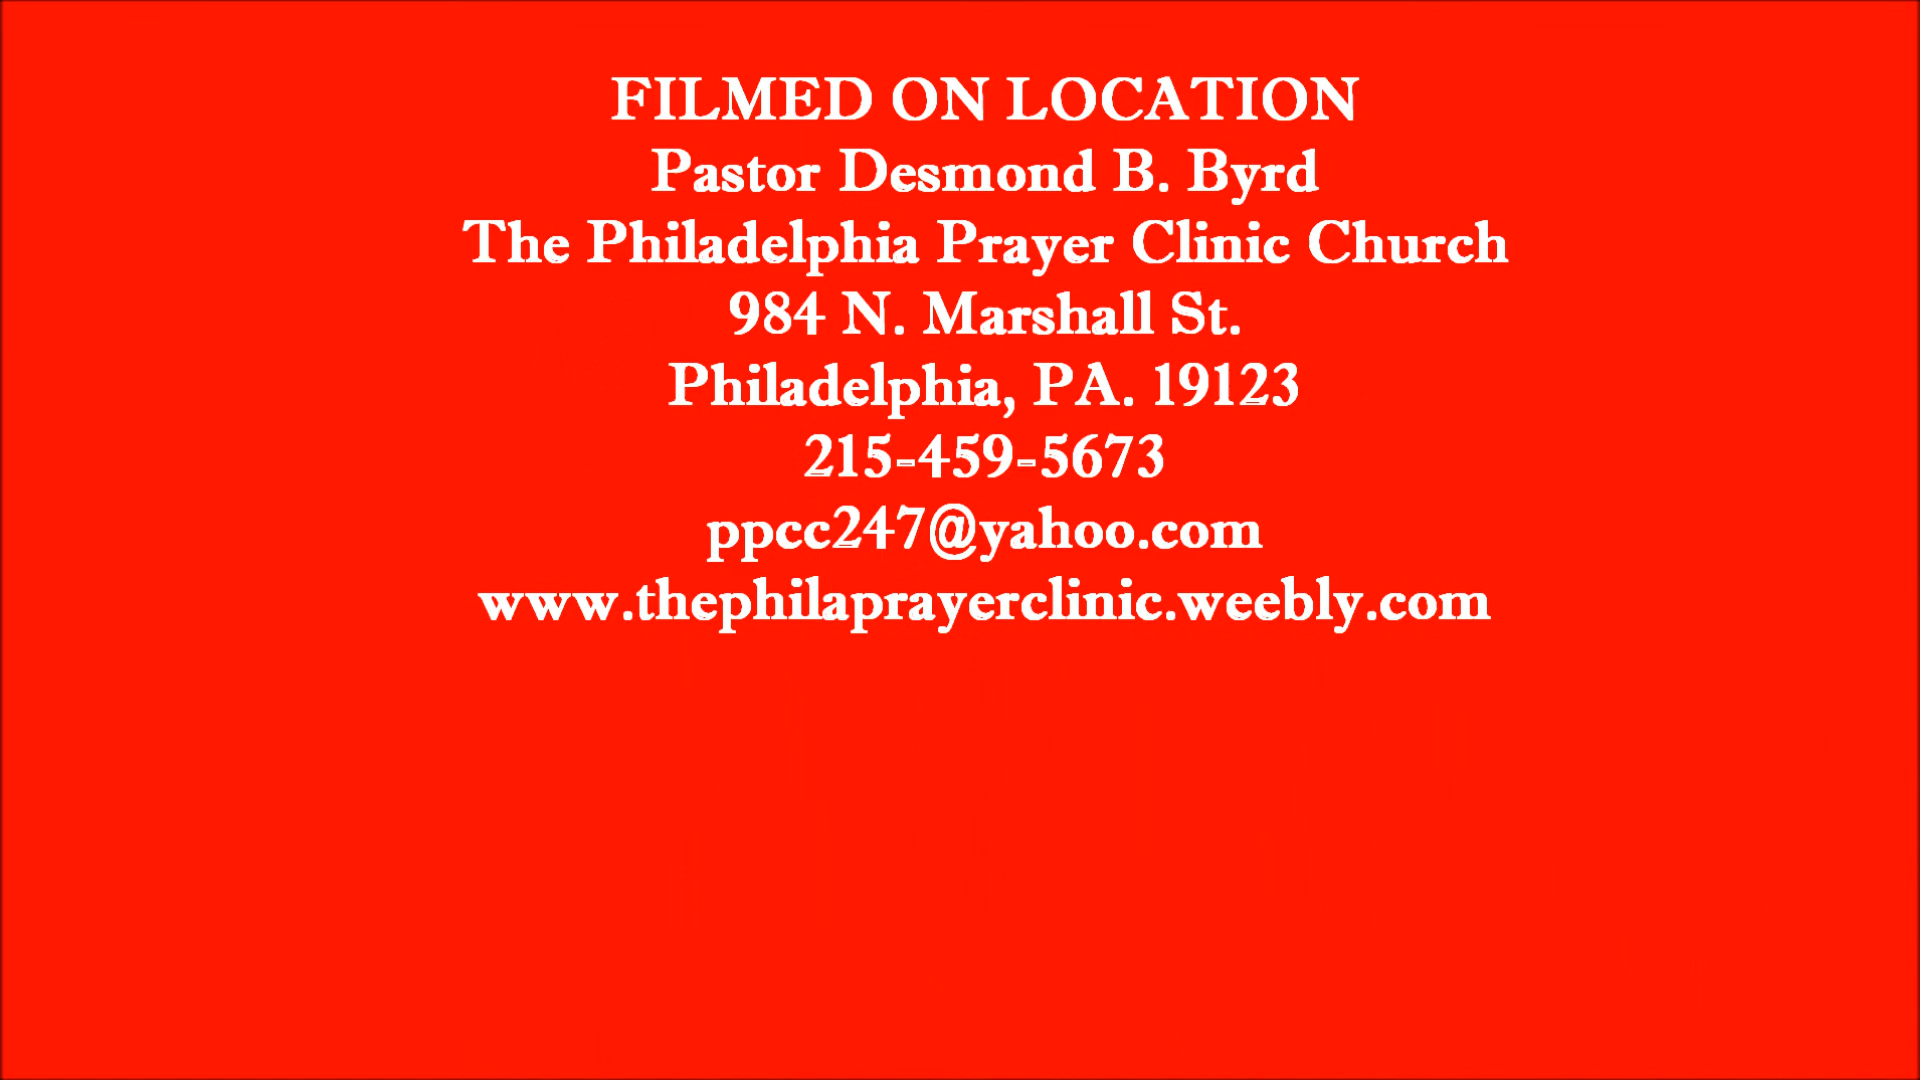 FILMED ON LOCATION
Pastor Desmond B. Byrd
The Philadelphia Prayer Clinic Church
984 N. Marshall St.
Philadelphia, PA. 19123
215-459-5673
ppcc247@yahoo.com
www.thephilaprayerclinic.weebly.com